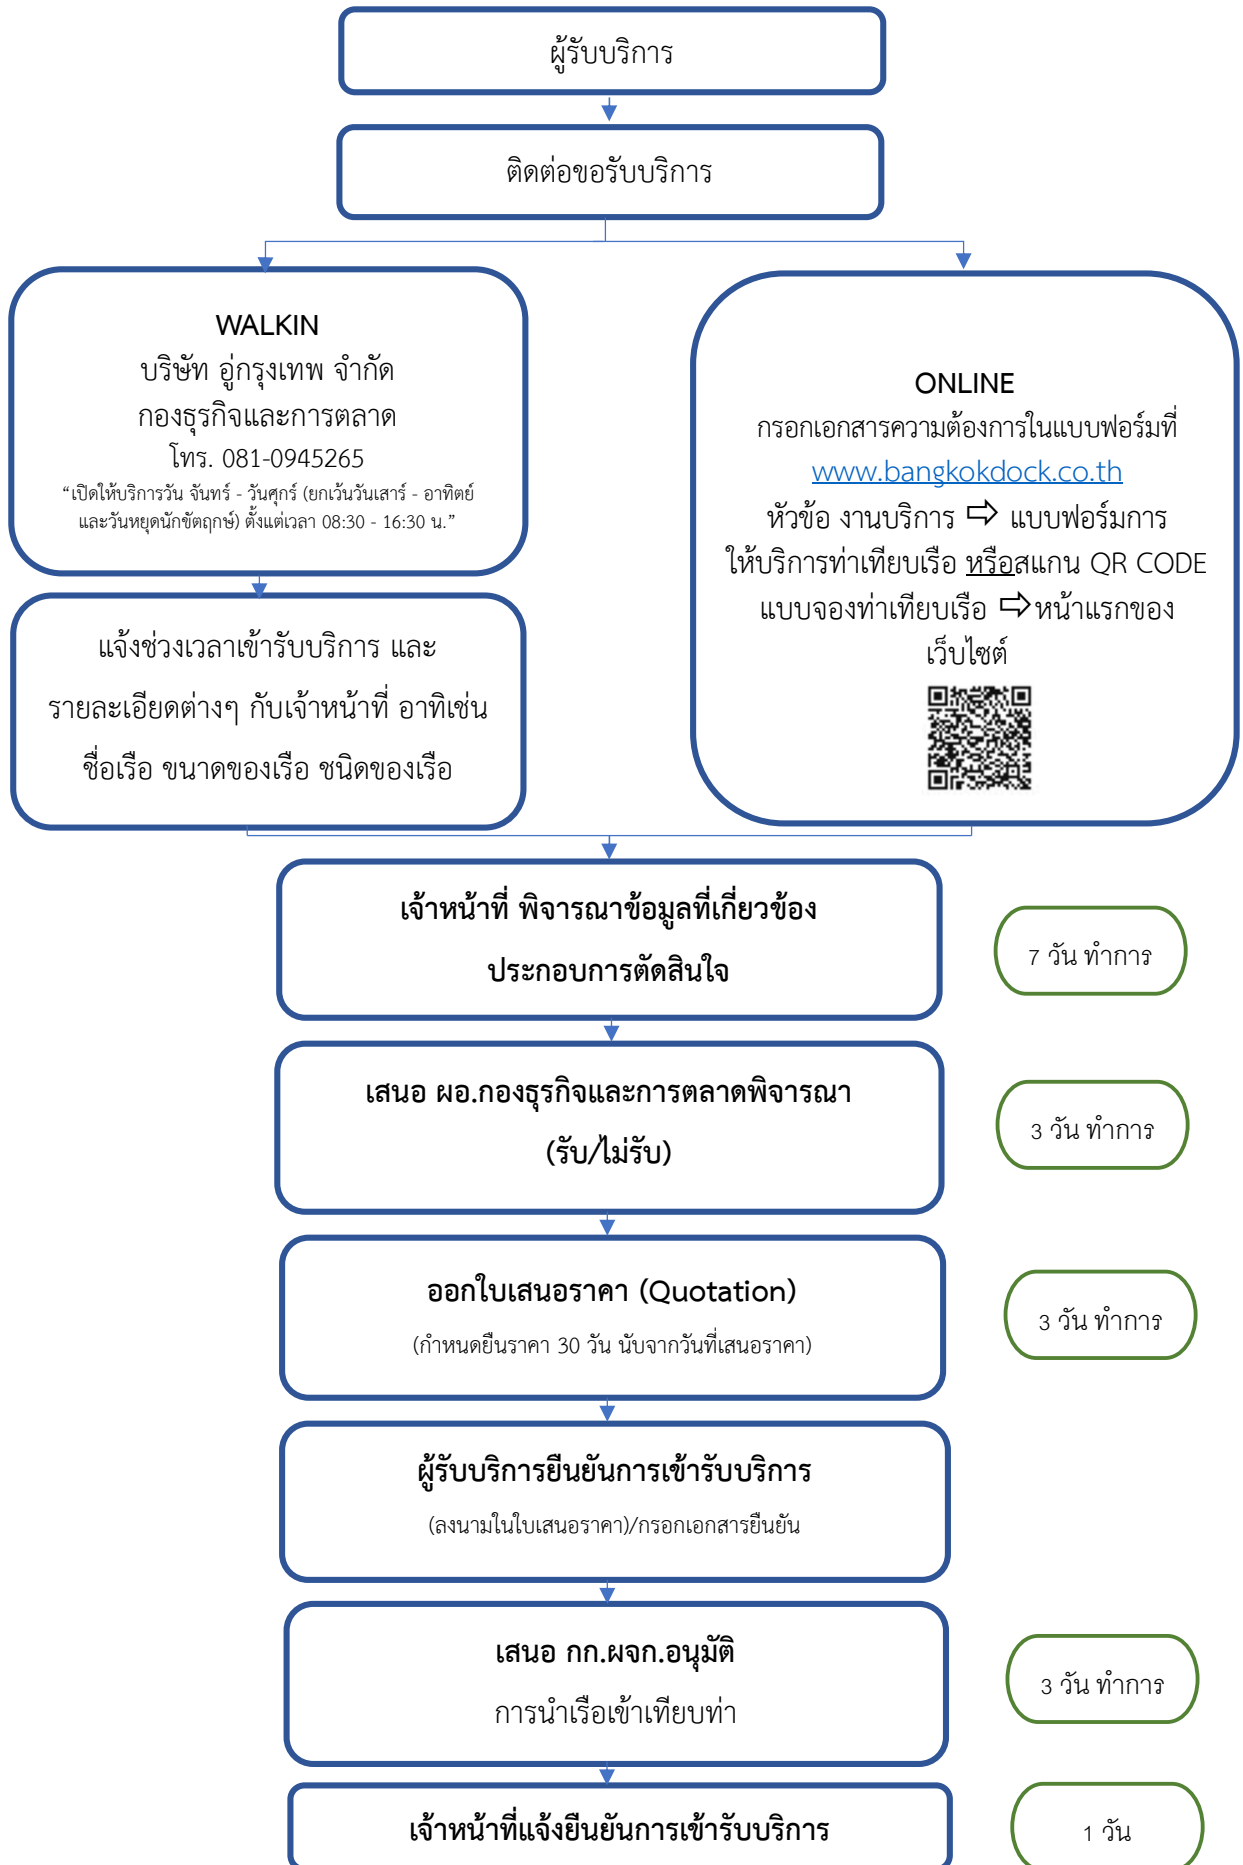 ผู้รับบริการ
ติดต่อขอรับบริการ
WALKIN
บริษัท อู่กรุงเทพ จำกัด
กองธุรกิจและการตลาด
โทร. 081-0945265
“เปิดให้บริการวัน จันทร์ - วันศุกร์ (ยกเว้นวันเสาร์ - อาทิตย์
และวันหยุดนักขัตฤกษ์) ตั้งแต่เวลา 08:30 - 16:30 น.”
แจ้งช่วงเวลาเข้ารับบริการ และ
รายละเอียดต่างๆ กับเจ้าหน้าที่ อาทิเช่น
ชื่อเรือ ขนาดของเรือ ชนิดของเรือ
ONLINE
กรอกเอกสารความต้องการในแบบฟอร์มที่
www.bangkokdock.co.th
หัวข้อ งานบริการ ⇨ แบบฟอร์มการ
ให้บริการท่าเทียบเรือ หรือสแกน QR CODE
แบบจองท่าเทียบเรือ ⇨หน้าแรกของ
เว็บไซต์
เจ้าหน้าที่ พิจารณาข้อมูลที่เกี่ยวข้อง
ประกอบการตัดสินใจ
7 วัน ทำการ
เสนอ ผอ.กองธุรกิจและการตลาดพิจารณา
(รับ/ไม่รับ)
3 วัน ทำการ
ออกใบเสนอราคา (Quotation)
(กำหนดยืนราคา 30 วัน นับจากวันที่เสนอราคา)
3 วัน ทำการ
ผู้รับบริการยืนยันการเข้ารับบริการ
(ลงนามในใบเสนอราคา)/กรอกเอกสารยืนยัน
เสนอ กก.ผจก.อนุมัติ
การนำเรือเข้าเทียบท่า
3 วัน ทำการ
เจ้าหน้าที่แจ้งยืนยันการเข้ารับบริการ
1 วัน